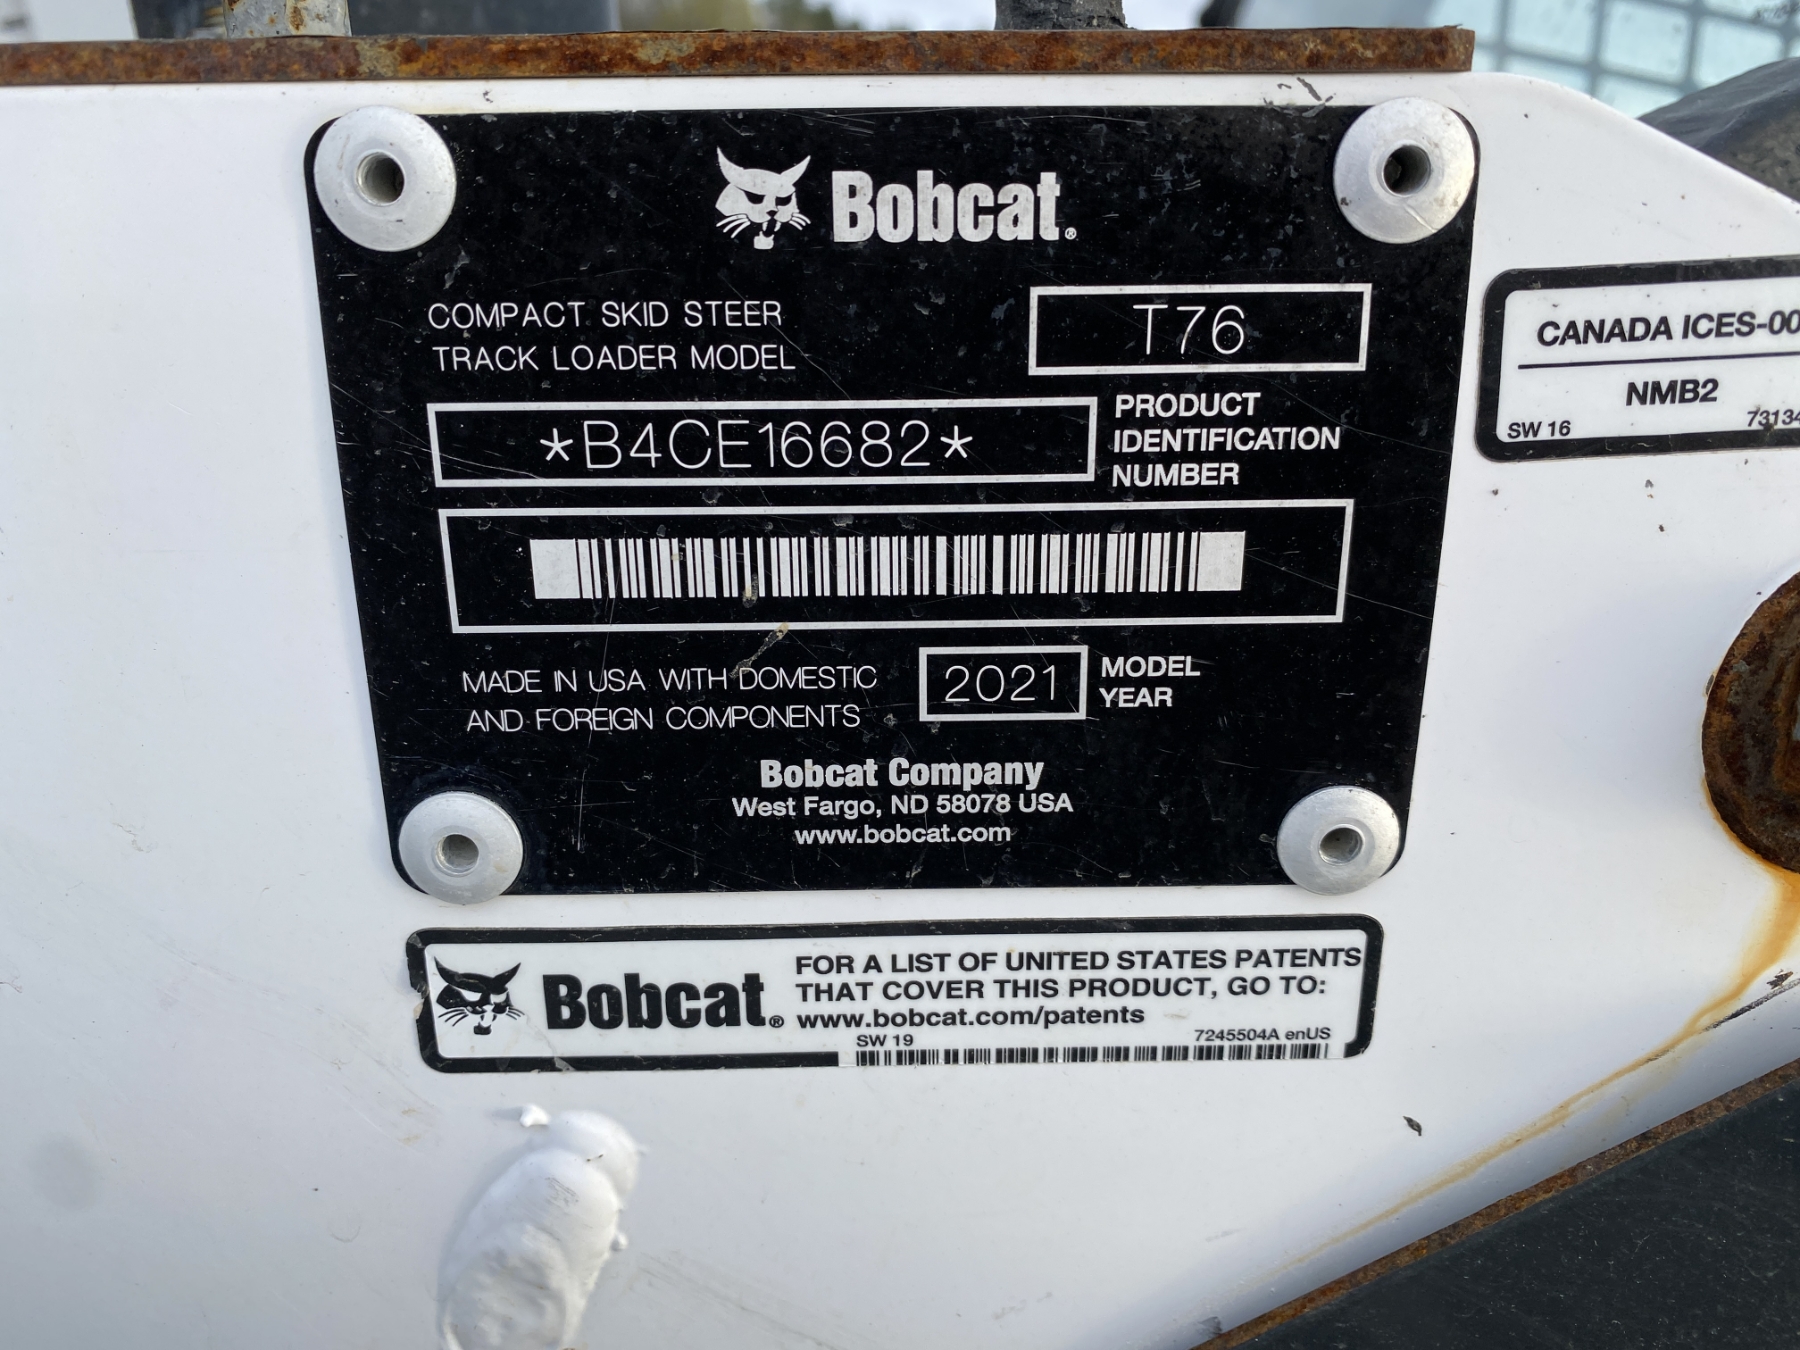 Bobcat®
COMPACT SKID STEER
TRACK LOADER MODEL
T76
*B4CE16682*
PRODUCT
IDENTIFICATION
NUMBER
MADE IN USA WITH DOMESTIC
AND FOREIGN COMPONENTS
2021
MODEL
YEAR
Bobcat Company
West Fargo, ND 58078 USA
www.bobcat.com
CANADA ICES-00
NMB2
SW 16
73134
Bobcat®
FOR A LIST OF UNITED STATES PATENTS
THAT COVER THIS PRODUCT, GO TO:
www.bobcat.com/patents
SW 19
7245504A enUS